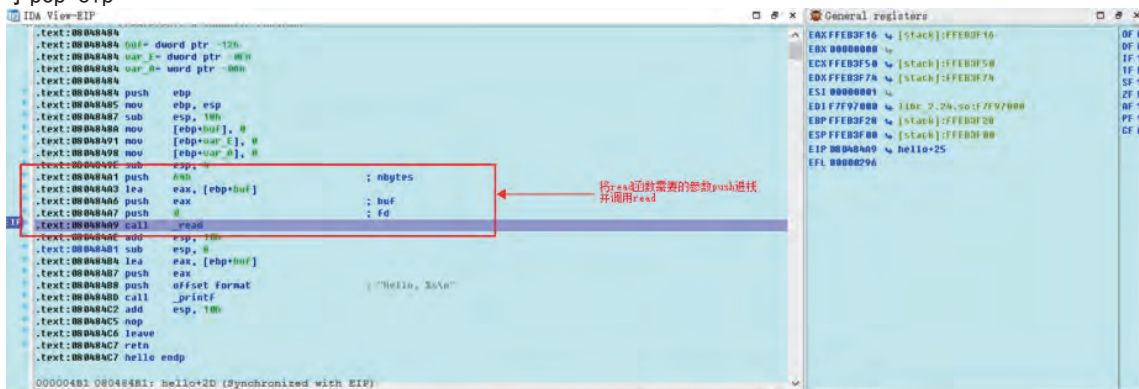 IDA View-EIP
General registers
.text:08048484
.text:08048484 buf= dword ptr -12h
.text:08048484 var_E= dword ptr -0Eh
.text:08048484 var_A= word ptr -0Ah
.text:08048484
.text:08048484 push ebp
.text:08048485 mov ebp, esp
.text:08048487 sub esp, 18h
.text:0804848A mov [ebp+buf], 0
.text:08048491 mov [ebp+var_E], 0
.text:08048498 mov [ebp+var_A], 0
.text:0804849E sub esp, 4
.text:080484A1 push ; nbytes
.text:080484A3 lea eax, [ebp+buf]
.text:080484A6 push eax ; buf
.text:080484A7 push 0 ; fd
.text:080484A9 call _read
.text:080484AE add esp, 10h
.text:080484B1 sub esp, 8
.text:080484B4 lea eax, [ebp+buf]
.text:080484B7 push eax
.text:080484B8 push offset format ; "Hello, %s\n"
.text:080484BD call _printf
.text:080484C2 add esp, 10h
.text:080484C5 nop
.text:080484C6 leave
.text:080484C7 retn
.text:080484C7 hello endp
000004B1 080484B1: hello+2D (Synchronized with EIP)
将read函数需要的参数push进栈
并调用read
EAX FFEB3F16 [stack]:FFEB3F16
EBX 00000000
ECX FFEB3F50 [stack]:FFEB3F50
EDX FFEB3F74 [stack]:FFEB3F74
ESI 00000001
EDI F7F97000 libc_2.24.so:F7F97000
EBP FFEB3F28 [stack]:FFEB3F28
ESP FFEB3F00 [stack]:FFEB3F00
EIP 080484A9 hello+25
EFL 00000296